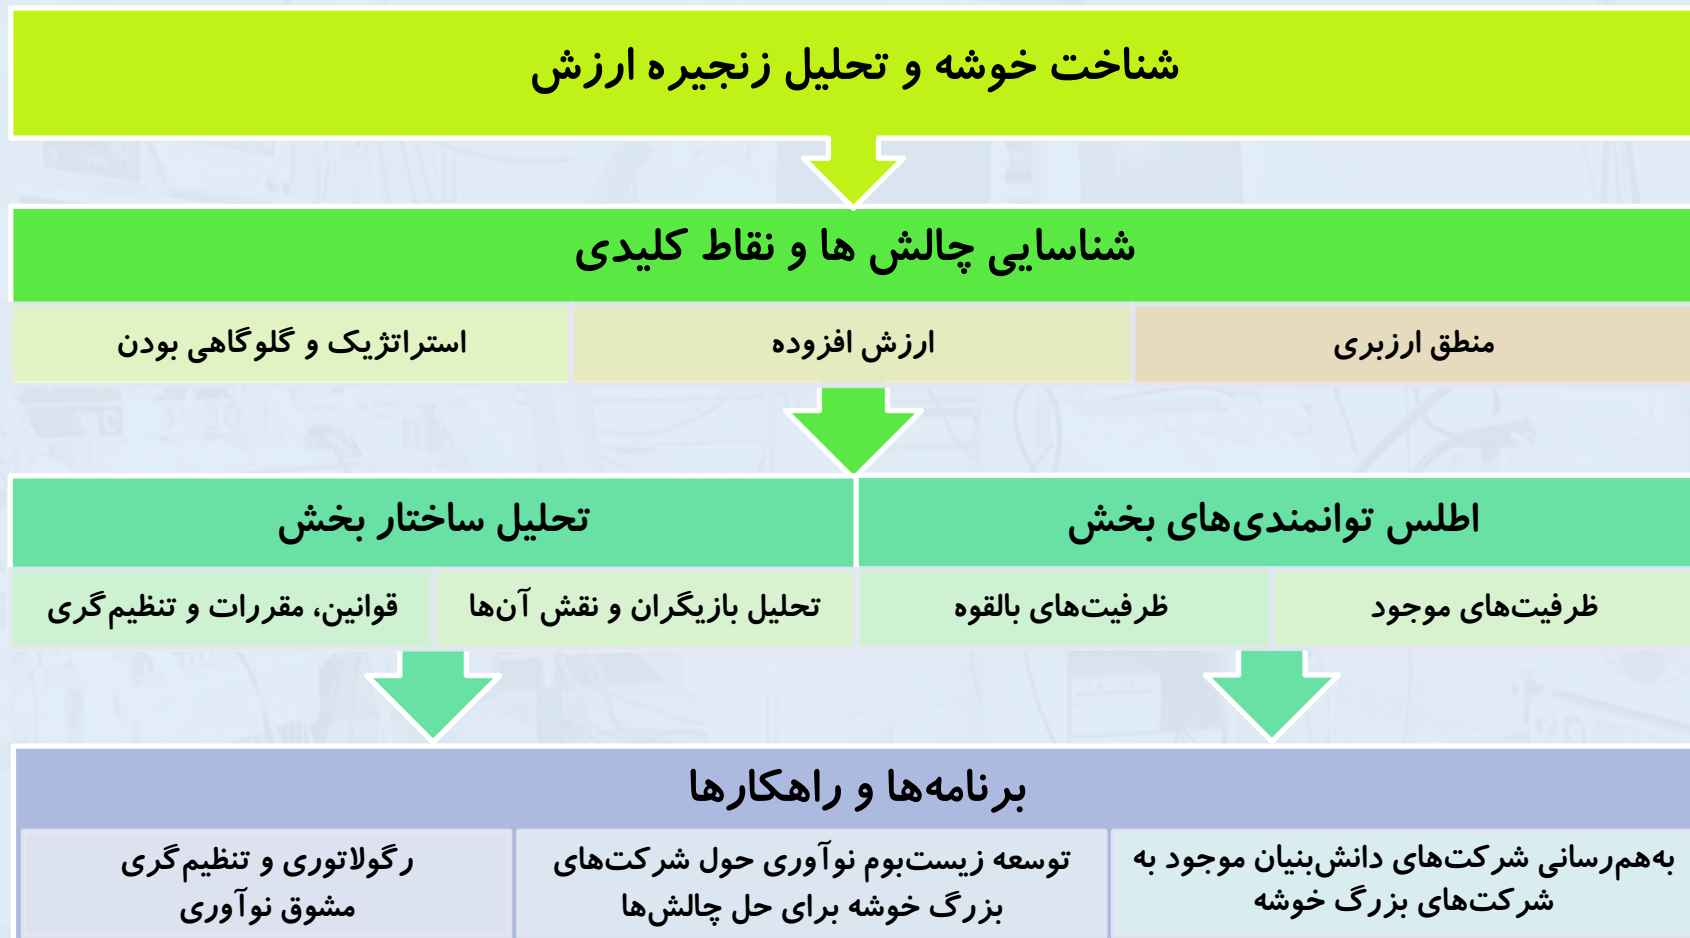 شناخت خوشه و تحلیل زنجیره ارزش
شناسایی چالش ها و نقاط کلیدی
منطق ارزبری
ارزش افزوده
استراتژیک و گلوگاهی بودن
اطلس توانمندی‌های بخش
تحلیل ساختار بخش
ظرفیت‌های موجود
ظرفیت‌های بالقوه
تحلیل بازیگران و نقش آن‌ها
قوانین، مقررات و تنظیم‌گری
برنامه‌ها و راهکارها
به‌هم‌رسانی شرکت‌های دانش‌بنیان موجود به
شرکت‌های بزرگ خوشه
توسعه زیست‌بوم نوآوری حول شرکت‌های
بزرگ خوشه برای حل چالش‌ها
رگولاتوری و تنظیم‌گری
مشوق نوآوری